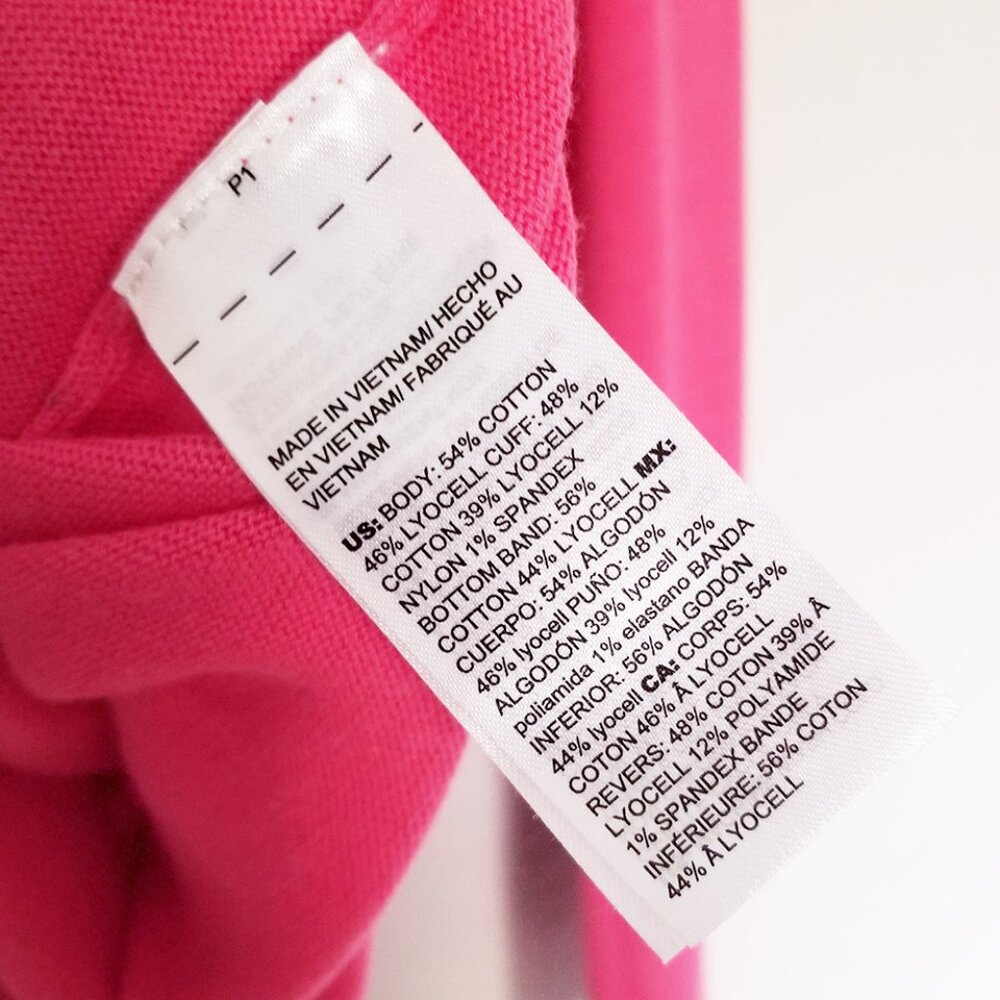 P1
MADE IN VIETNAM/ HECHO
EN VIETNAM/ FABRIQUÉ AU
VIETNAM
US: BODY: 54% COTTON
46% LYOCELL CUFF: 48%
COTTON 39% LYOCELL 12%
NYLON 1% SPANDEX
BOTTOM BAND: 56%
COTTON 44% LYOCELL MX:
CUERPO: 54% ALGODÓN
46% lyocell PUÑO: 48%
ALGODÓN 39% lyocell 12%
poliamida 1% elastano BANDA
INFERIOR: 56% ALGODÓN
44% lyocell CA: CORPS: 54%
COTON 46% Â LYOCELL
REVERS: 48% COTON 39% Â
LYOCELL 12% POLYAMIDE
1% SPANDEX BANDE
INFÉRIEURE: 56% COTON
44% Â LYOCELL